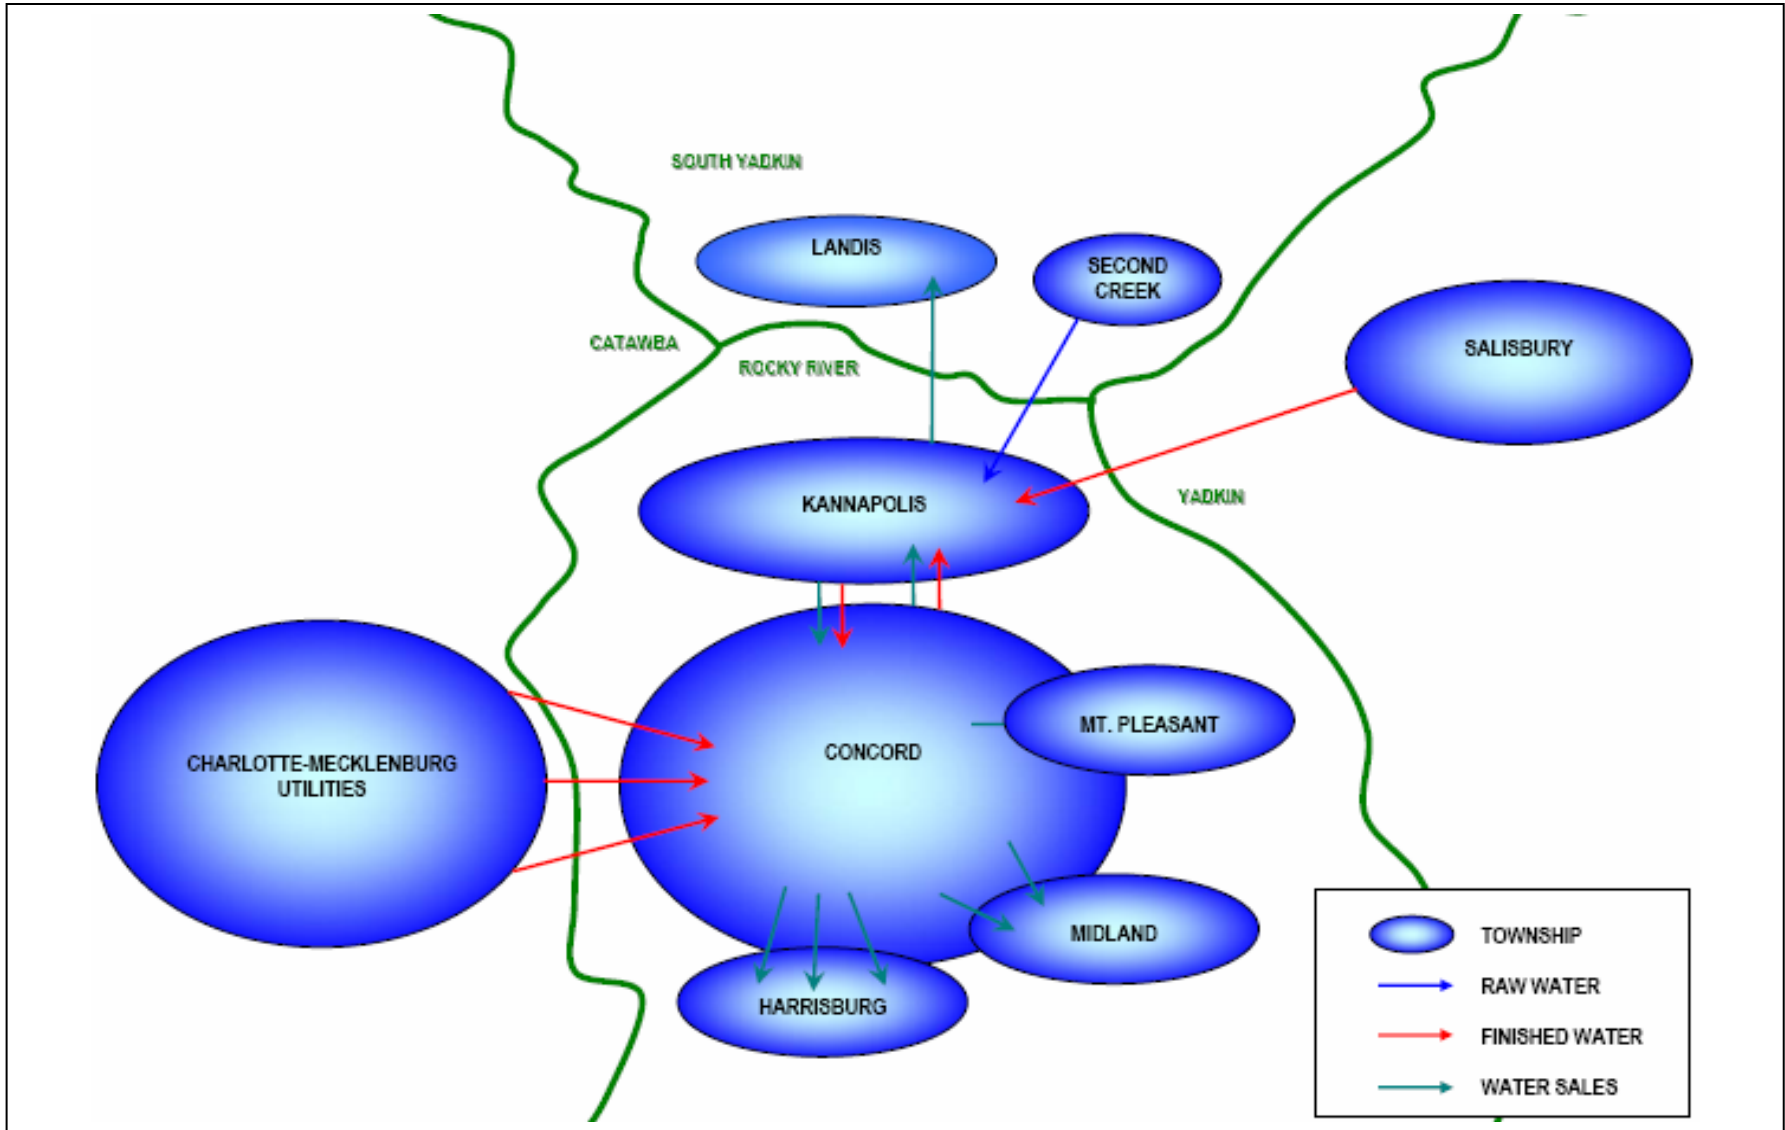 SOUTH YADKIN
LANDIS
SECOND
CREEK
SALISBURY
CATAWBA
ROCKY RIVER
KANNAPOLIS
YADKIN
MT. PLEASANT
CONCORD
CHARLOTTE-MECKLENBURG
UTILITIES
MIDLAND
HARRISBURG
TOWNSHIP
RAW WATER
FINISHED WATER
WATER SALES